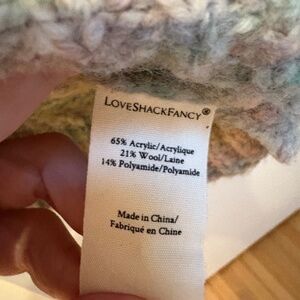 LOVESHACKFANCY®
65% Acrylic/Acrylique
21% Wool/Laine
14% Polyamide/Polyamide
Made in China/
Fabriqué en Chine